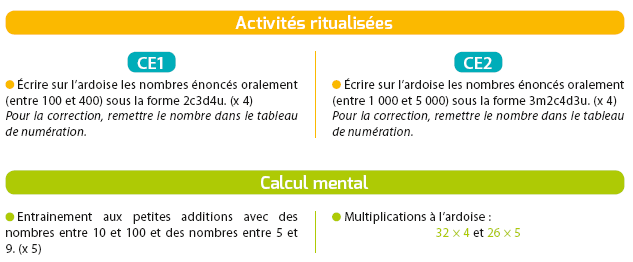 Activités ritualisées
CE1
● Écrire sur l'ardoise les nombres énoncés oralement
(entre 100 et 400) sous la forme 2c3d4u. (x 4)
Pour la correction, remettre le nombre dans le tableau
de numération.
CE2
● Écrire sur l'ardoise les nombres énoncés oralement
(entre 1 000 et 5 000) sous la forme 3m2c4d3u. (x 4)
Pour la correction, remettre le nombre dans le tableau
de numération.
Calcul mental
● Entrainement aux petites additions avec des
nombres entre 10 et 100 et des nombres entre 5 et
9. (x 5)
● Multiplications à l'ardoise :
32 × 4 et 26 × 5